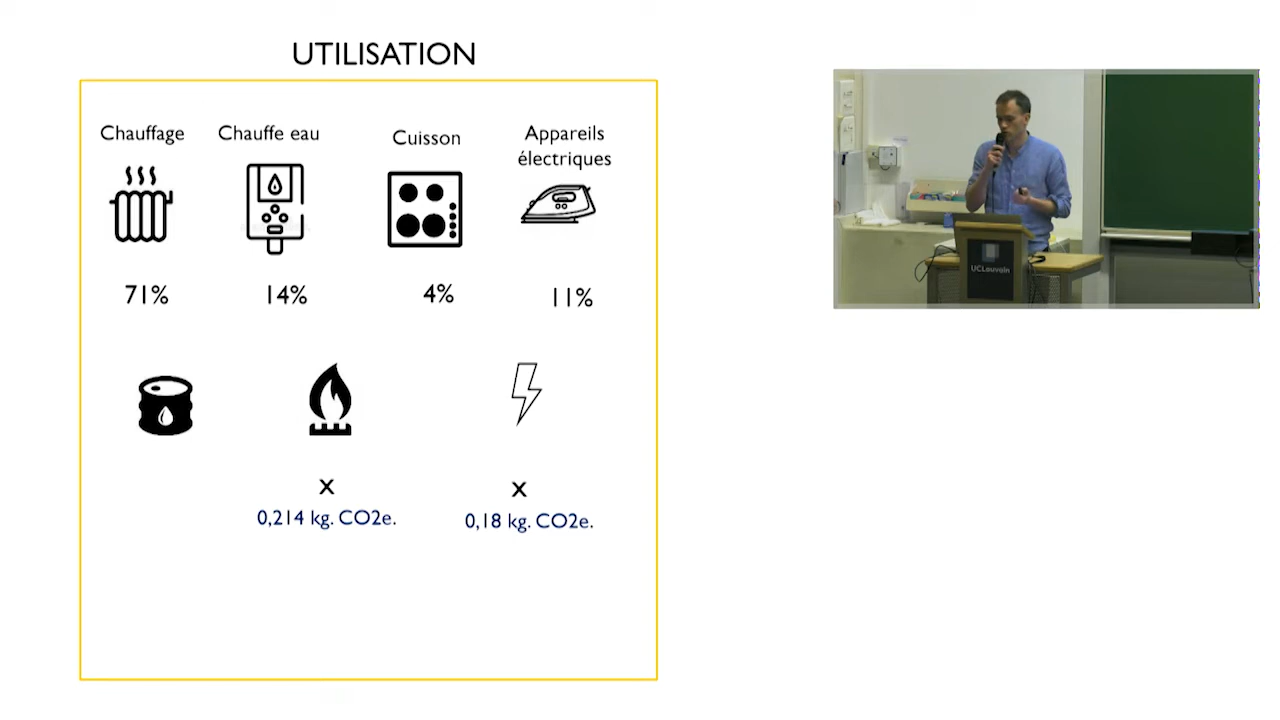 UTILISATION
Chauffage
Chauffe eau
Cuisson
Appareils
électriques
71%
14%
4%
11%
x
0,214 kg. CO2e.
x
0,18 kg. CO2e.
UCLouvain